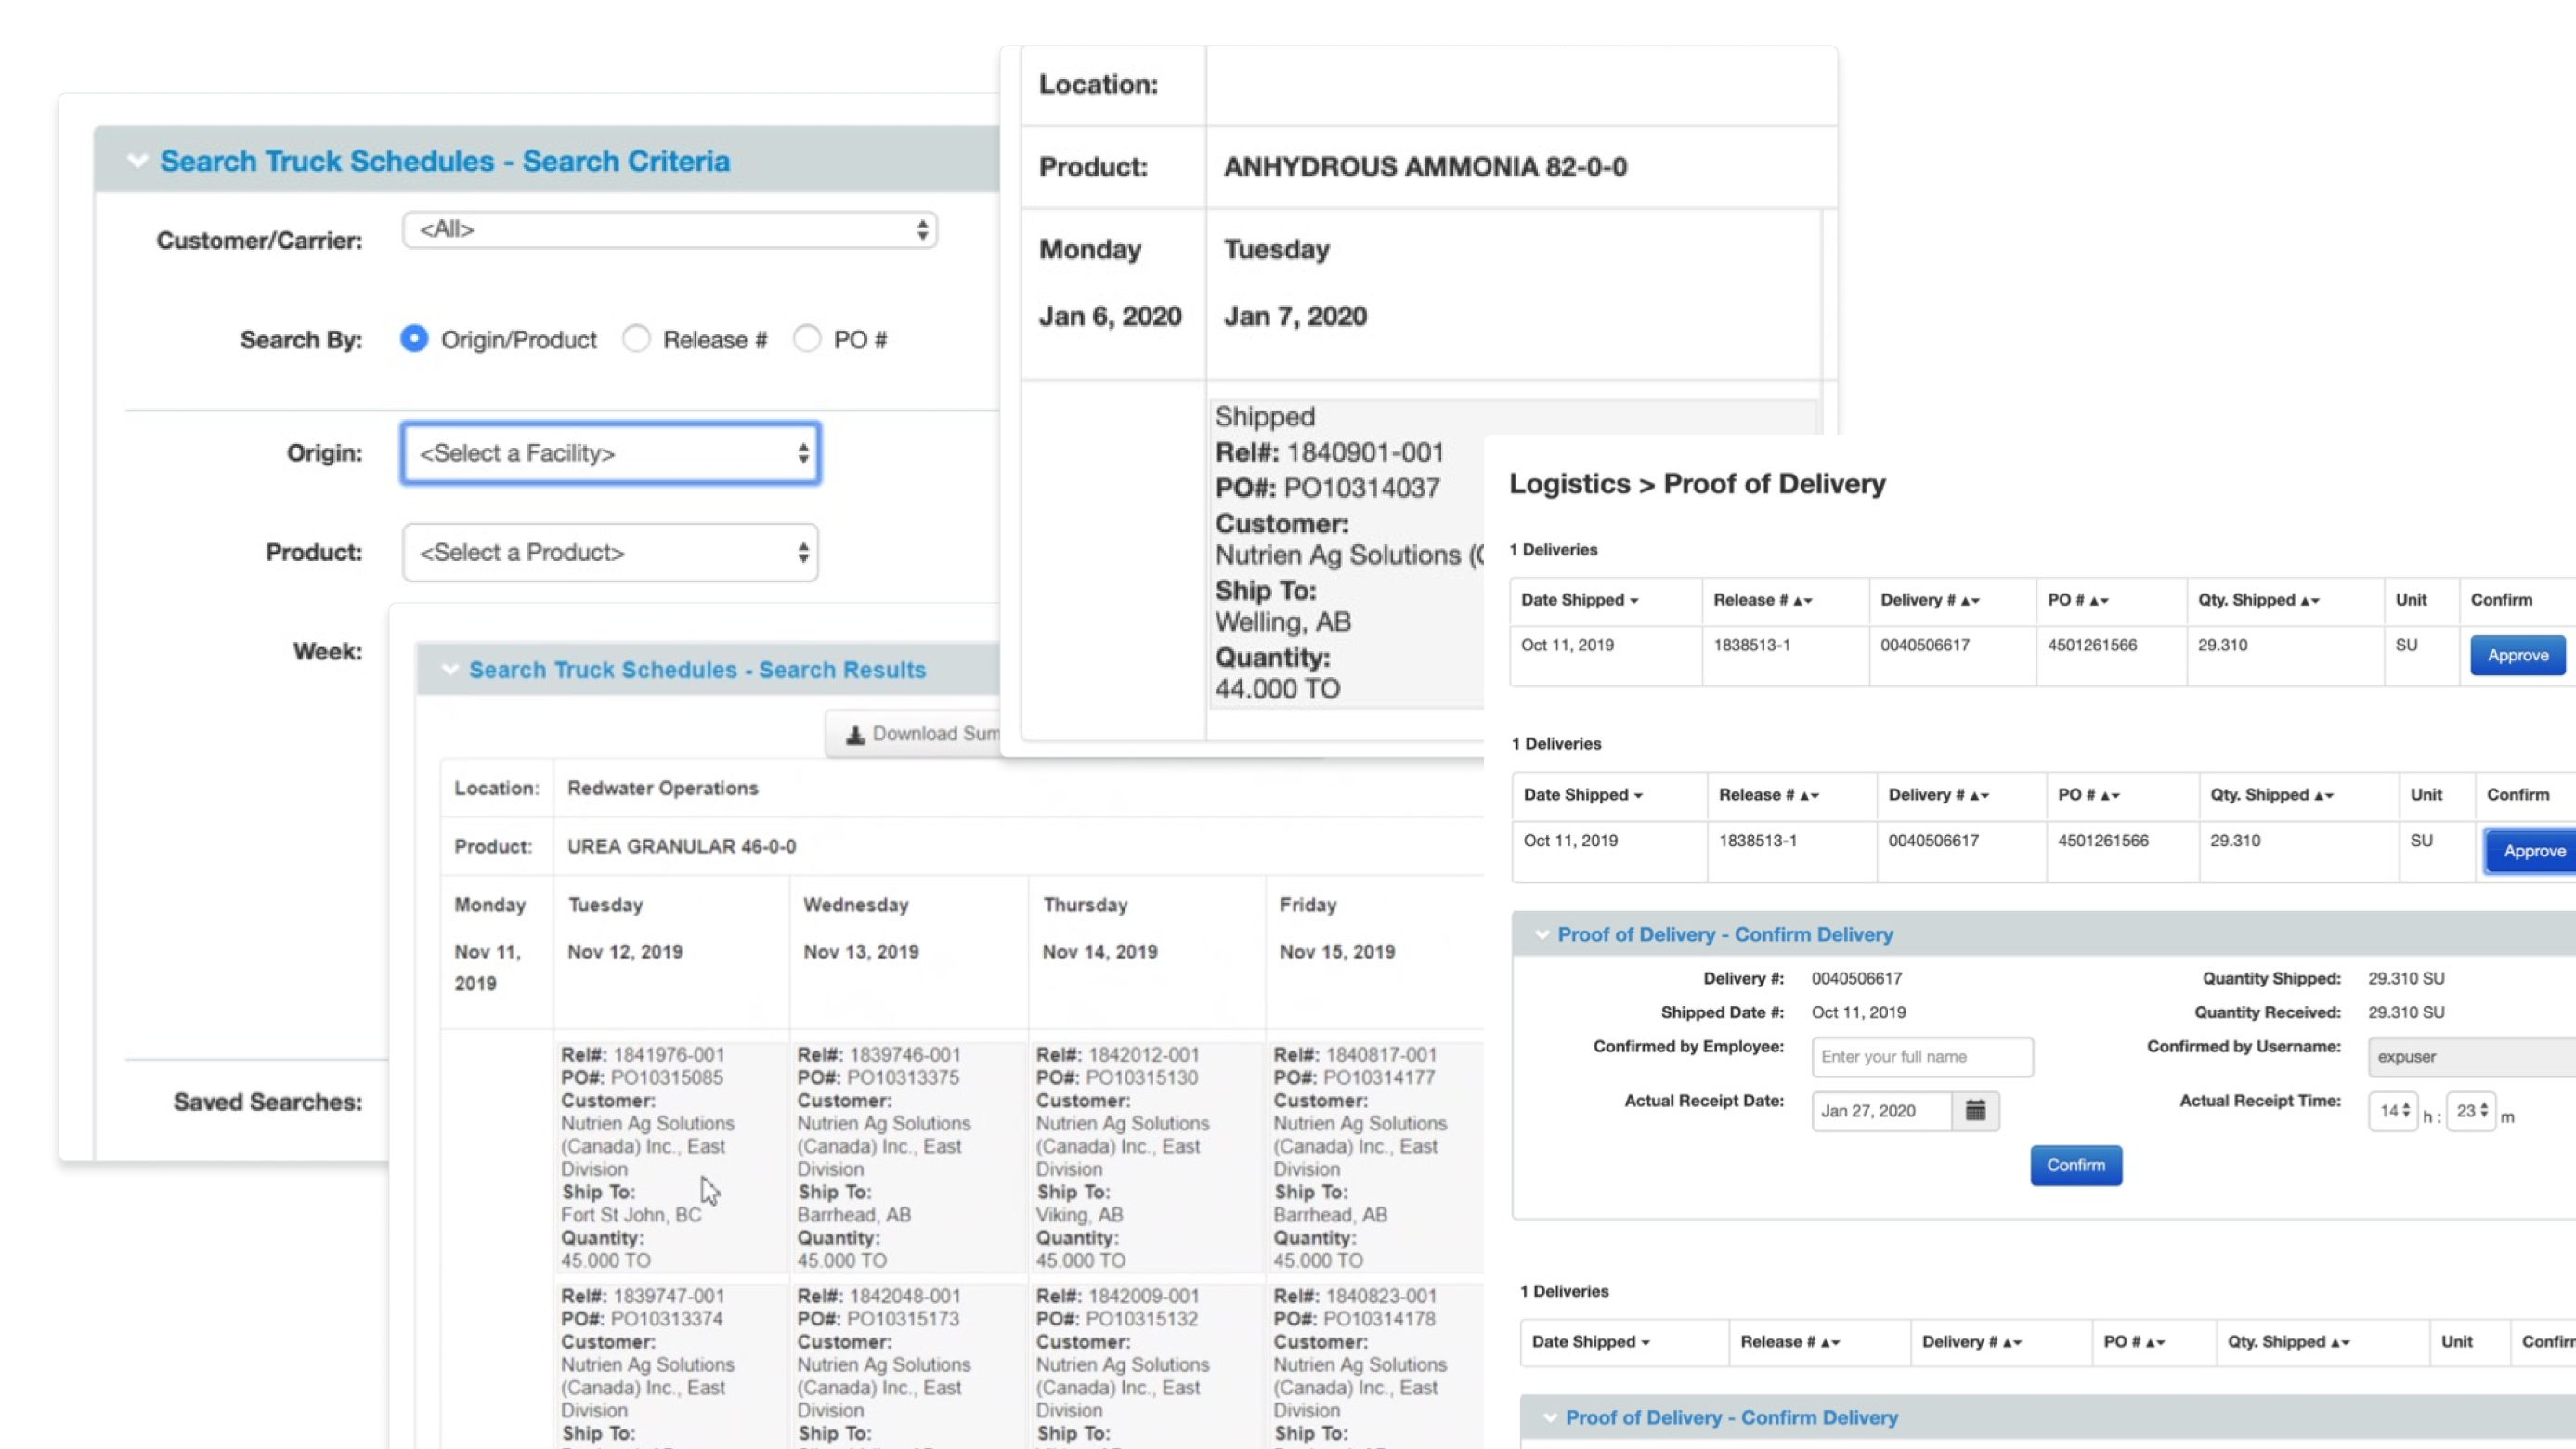 Search Truck Schedules - Search Criteria
Customer/Carrier: <All>
Search By: Origin/Product Release # PO #
Origin: <Select a Facility>
Product: <Select a Product>
Week:
Saved Searches:
Location:
Product: ANHYDROUS AMMONIA 82-0-0
Monday Tuesday
Jan 6, 2020 Jan 7, 2020
Shipped
Rel#: 1840901-001
PO#: PO10314037
Customer:
Nutrien Ag Solutions (
Ship To:
Welling, AB
Quantity:
44.000 TO
Search Truck Schedules - Search Results
Download Sum
Location: Redwater Operations
Product: UREA GRANULAR 46-0-0
Monday Tuesday Wednesday Thursday Friday
Nov 11, Nov 12, 2019 Nov 13, 2019 Nov 14, 2019 Nov 15, 2019
2019
Rel#: 1841976-001 Rel#: 1839746-001 Rel#: 1842012-001 Rel#: 1840817-001
PO#: PO10315085 PO#: PO10313375 PO#: PO10315130 PO#: PO10314177
Customer: Customer: Customer: Customer:
Nutrien Ag Solutions Nutrien Ag Solutions Nutrien Ag Solutions Nutrien Ag Solutions
(Canada) Inc., East (Canada) Inc., East (Canada) Inc., East (Canada) Inc., East
Division Division Division Division
Ship To: Ship To: Ship To: Ship To:
Fort St John, BC Barrhead, AB Viking, AB Barrhead, AB
Quantity: Quantity: Quantity: Quantity:
45.000 TO 45.000 TO 45.000 TO 45.000 TO
Rel#: 1839747-001 Rel#: 1842048-001 Rel#: 1842009-001 Rel#: 1840823-001
PO#: PO10313374 PO#: PO10315173 PO#: PO10315132 PO#: PO10314178
Customer: Customer: Customer: Customer:
Nutrien Ag Solutions Nutrien Ag Solutions Nutrien Ag Solutions Nutrien Ag Solutions
(Canada) Inc., East (Canada) Inc., East (Canada) Inc., East (Canada) Inc., East
Division Division Division Division
Ship To: Ship To: Ship To: Ship To:
Logistics > Proof of Delivery
1 Deliveries
Date Shipped Release # Delivery # PO # Qty. Shipped Unit Confirm
Oct 11, 2019 1838513-1 0040506617 4501261566 29.310 SU Approve
1 Deliveries
Date Shipped Release # Delivery # PO # Qty. Shipped Unit Confirm
Oct 11, 2019 1838513-1 0040506617 4501261566 29.310 SU Approve
Proof of Delivery - Confirm Delivery
Delivery #: 0040506617 Quantity Shipped: 29.310 SU
Shipped Date #: Oct 11, 2019 Quantity Received: 29.310 SU
Confirmed by Employee: Enter your full name Confirmed by Username: expuser
Actual Receipt Date: Jan 27, 2020 Actual Receipt Time: 14 h : 23 m
Confirm
1 Deliveries
Date Shipped Release # Delivery # PO # Qty. Shipped Unit Confirm
Proof of Delivery - Confirm Delivery